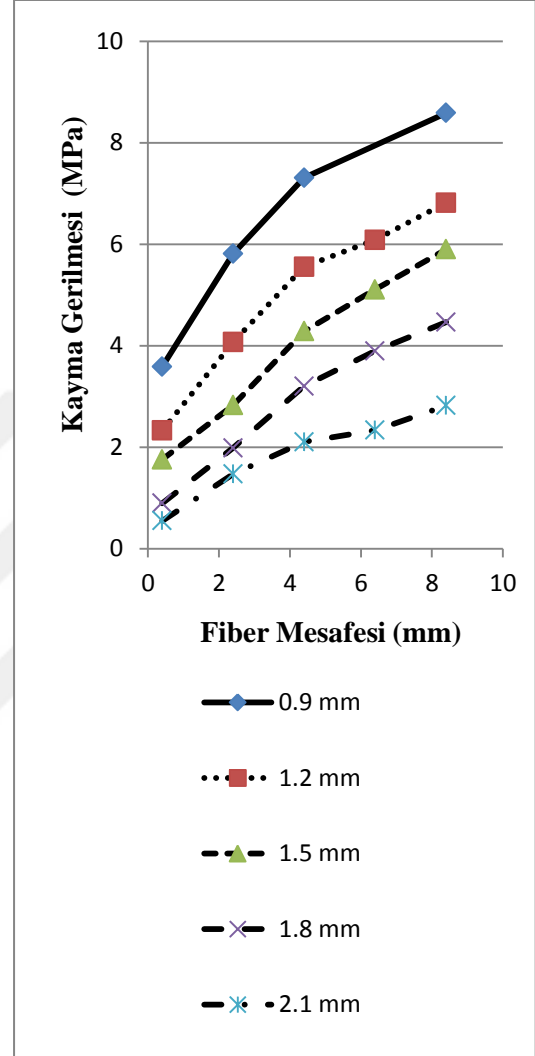 10
8
6
4
2
0
Kayma Gerilmesi (MPa)
0 2 4 6 8 10
Fiber Mesafesi (mm)
0.9 mm
1.2 mm
1.5 mm
1.8 mm
2.1 mm